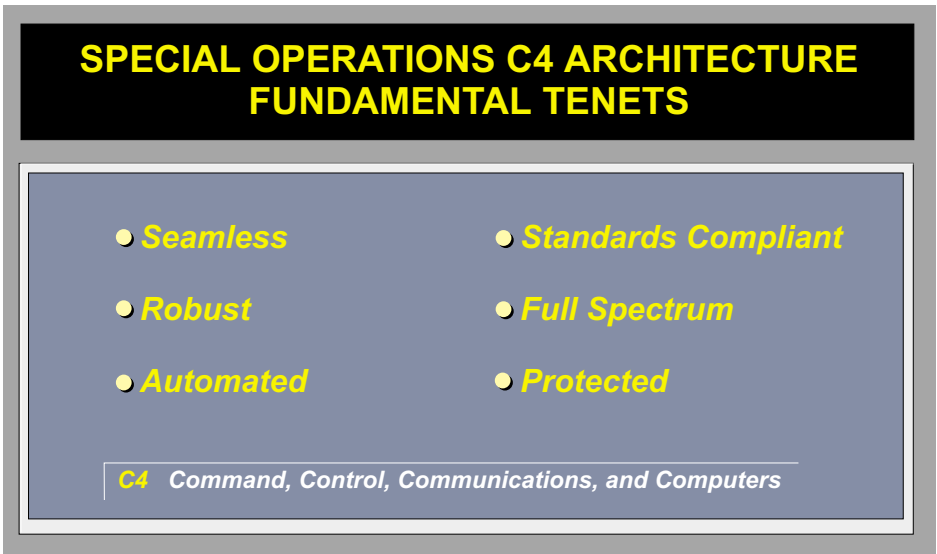 SPECIAL OPERATIONS C4 ARCHITECTURE
FUNDAMENTAL TENETS
Seamless
Robust
Automated
Standards Compliant
Full Spectrum
Protected
C4 Command, Control, Communications, and Computers